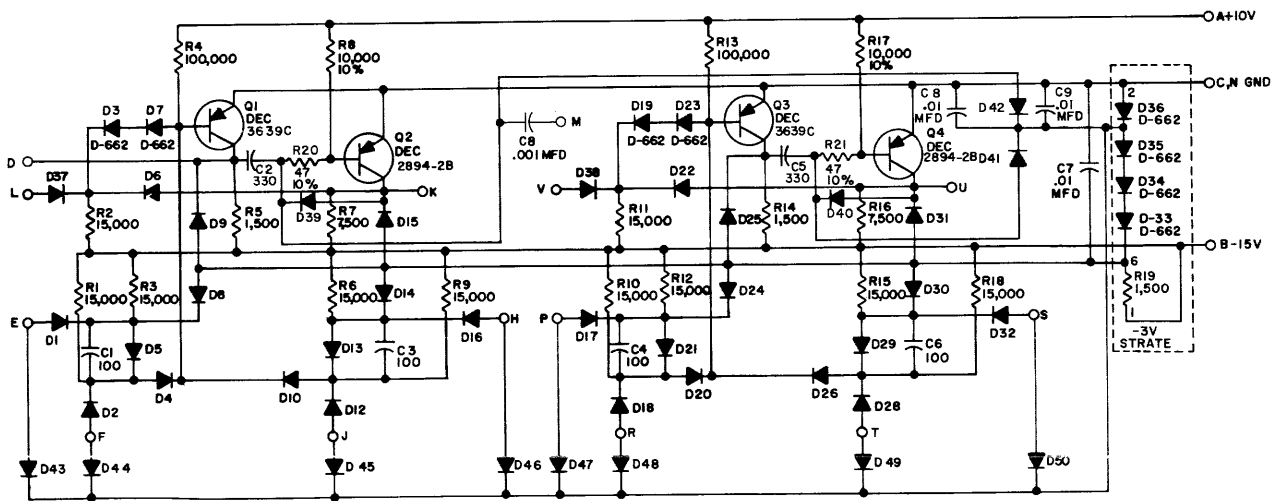 A+10V
R4
100,000
R8
10,000
10%
R13
100,000
R17
10,000
10%
C,N GND
D3
D-662
D7
D-662
Q1
DEC
3639C
Q2
DEC
2894-2B
D19
D-662
D23
D-662
Q3
DEC
3639C
Q4
DEC
2894-2B
C8
.01
MFD
D42
C9
.01
MFD
2
D36
D-662
D35
D-662
D34
D-662
D-33
D-662
C8
.001 MFD
M
D
C2
330
R20
47
10%
C5
330
R21
47
10%
D41
C7
.01
MFD
L
D37
D6
K
V
D38
D22
U
R2
15,000
D9
R5
1,500
D39
R7
7,500
D15
R11
15,000
D25
R14
1,500
D40
R16
7,500
D31
B-15V
R1
15,000
R3
15,000
D8
R6
15,000
D14
R9
15,000
R10
15,000
R12
15,000
D24
R15
15,000
D30
R18
15,000
6
R19
1,500
1
-3V
STRATE
E
D1
D16
H
P
D17
D32
S
C1
100
D5
D13
C3
100
C4
100
D21
D29
C6
100
D4
D10
D20
D26
D2
D12
D18
D28
F
J
R
T
D43
D44
D45
D46
D47
D48
D49
D50